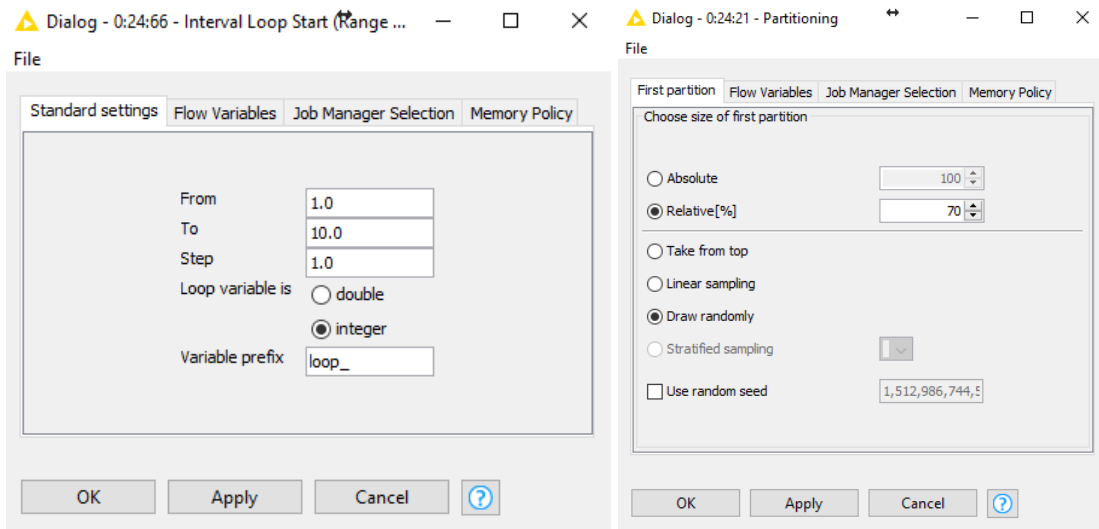 Dialog - 0:24:66 - Interval Loop Start (Range ...
File
Standard settings Flow Variables Job Manager Selection Memory Policy
From 1.0
To 10.0
Step 1.0
Loop variable is double
integer
Variable prefix loop_
OK Apply Cancel ?
Dialog - 0:24:21 - Partitioning
File
First partition Flow Variables Job Manager Selection Memory Policy
Choose size of first partition
Absolute 100
Relative[%] 70
Take from top
Linear sampling
Draw randomly
Stratified sampling
Use random seed 1,512,986,744,5
OK Apply Cancel ?